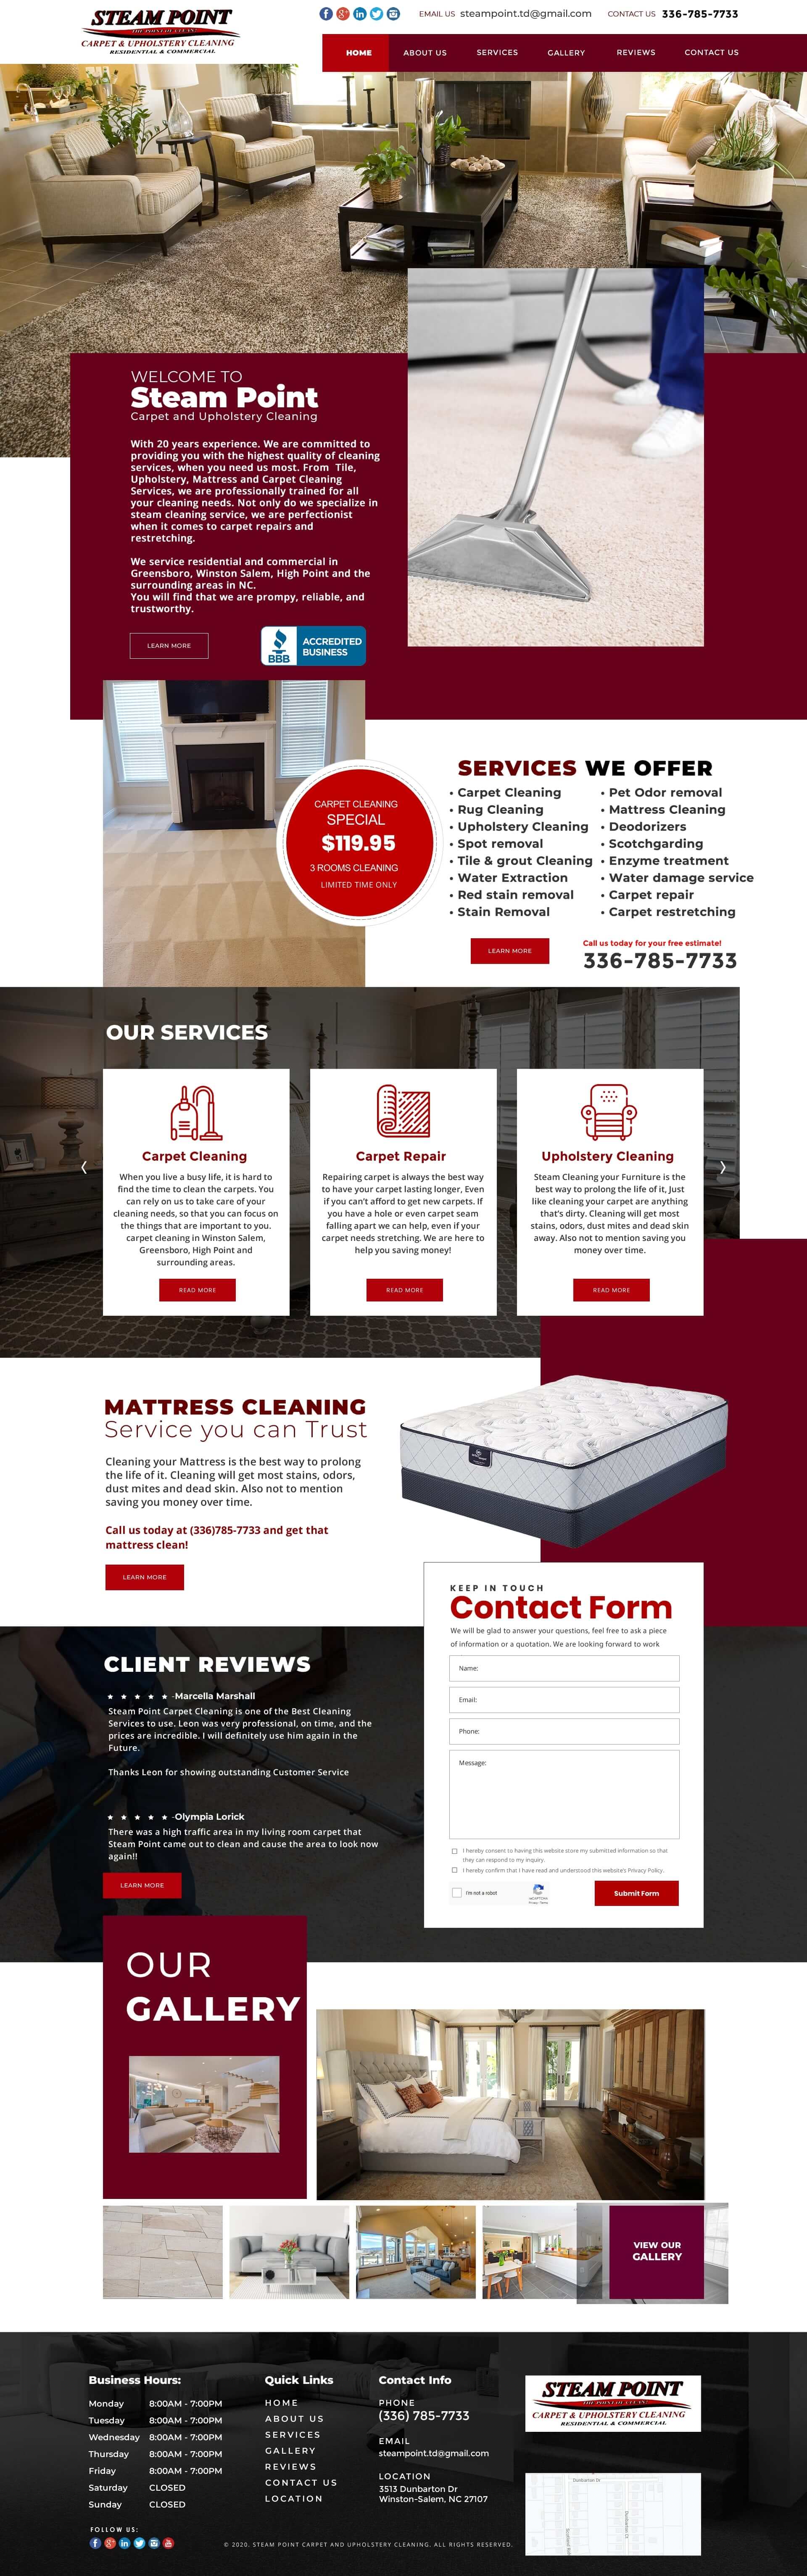 STEAM POINT
THE POINT OF CLEAN!
CARPET & UPHOLSTERY CLEANING
RESIDENTIAL & COMMERCIAL
EMAIL US steampoint.td@gmail.com CONTACT US 336-785-7733
HOME ABOUT US SERVICES GALLERY REVIEWS CONTACT US
WELCOME TO
Steam Point
Carpet and Upholstery Cleaning
With 20 years experience. We are committed to
providing you with the highest quality of cleaning
services, when you need us most. From Tile,
Upholstery, Mattress and Carpet Cleaning
Services, we are professionally trained for all
your cleaning needs. Not only do we specialize in
steam cleaning service, we are perfectionist
when it comes to carpet repairs and
restretching.
We service residential and commercial in
Greensboro, Winston Salem, High Point and the
surrounding areas in NC.
You will find that we are prompy, reliable, and
trustworthy.
LEARN MORE
BBB
ACCREDITED
BUSINESS
CARPET CLEANING
SPECIAL
$119.95
3 ROOMS CLEANING
LIMITED TIME ONLY
SERVICES WE OFFER
• Carpet Cleaning
• Rug Cleaning
• Upholstery Cleaning
• Spot removal
• Tile & grout Cleaning
• Water Extraction
• Red stain removal
• Stain Removal
• Pet Odor removal
• Mattress Cleaning
• Deodorizers
• Scotchgarding
• Enzyme treatment
• Water damage service
• Carpet repair
• Carpet restretching
LEARN MORE
Call us today for your free estimate!
336-785-7733
OUR SERVICES
Carpet Cleaning
When you live a busy life, it is hard to
find the time to clean the carpets. You
can rely on us to take care of your
cleaning needs, so that you can focus on
the things that are important to you.
carpet cleaning in Winston Salem,
Greensboro, High Point and
surrounding areas.
READ MORE
Carpet Repair
Repairing carpet is always the best way
to have your carpet lasting longer, Even
if you can't afford to get new carpets. If
you have a hole or even carpet seam
falling apart we can help, even if your
carpet needs stretching. We are here to
help you saving money!
READ MORE
Upholstery Cleaning
Steam Cleaning your Furniture is the
best way to prolong the life of it, Just
like cleaning your carpet are anything
that's dirty. Cleaning will get most
stains, odors, dust mites and dead skin
away. Also not to mention saving you
money over time.
READ MORE
MATTRESS CLEANING
Service you can Trust
Cleaning your Mattress is the best way to prolong
the life of it. Cleaning will get most stains, odors,
dust mites and dead skin. Also not to mention
saving you money over time.
Call us today at (336)785-7733 and get that
mattress clean!
LEARN MORE
KEEP IN TOUCH
Contact Form
We will be glad to answer your questions, feel free to ask a piece
of information or a quotation. We are looking forward to work
Name:
Email:
Phone:
Message:
I hereby consent to having this website store my submitted information so that
they can respond to my inquiry.
I hereby confirm that I have read and understood this website's Privacy Policy.
I'm not a robot
reCAPTCHA
Privacy - Terms
Submit Form
CLIENT REVIEWS
★ ★ ★ ★ ★ -Marcella Marshall
Steam Point Carpet Cleaning is one of the Best Cleaning
Services to use. Leon was very professional, on time, and the
prices are incredible. I will definitely use him again in the
Future.
Thanks Leon for showing outstanding Customer Service
★ ★ ★ ★ ★ -Olympia Lorick
There was a high traffic area in my living room carpet that
Steam Point came out to clean and cause the area to look now
again!!
LEARN MORE
OUR
GALLERY
VIEW OUR
GALLERY
Business Hours:
Monday 8:00AM - 7:00PM
Tuesday 8:00AM - 7:00PM
Wednesday 8:00AM - 7:00PM
Thursday 8:00AM - 7:00PM
Friday 8:00AM - 7:00PM
Saturday CLOSED
Sunday CLOSED
FOLLOW US:
Quick Links
HOME
ABOUT US
SERVICES
GALLERY
REVIEWS
CONTACT US
LOCATION
Contact Info
PHONE
(336) 785-7733
EMAIL
steampoint.td@gmail.com
LOCATION
3513 Dunbarton Dr
Winston-Salem, NC 27107
STEAM POINT
THE POINT OF CLEAN!
CARPET & UPHOLSTERY CLEANING
RESIDENTIAL & COMMERCIAL
Dunbarton Dr
Dunbarton Dr
© 2020. STEAM POINT CARPET AND UPHOLSTERY CLEANING. ALL RIGHTS RESERVED.